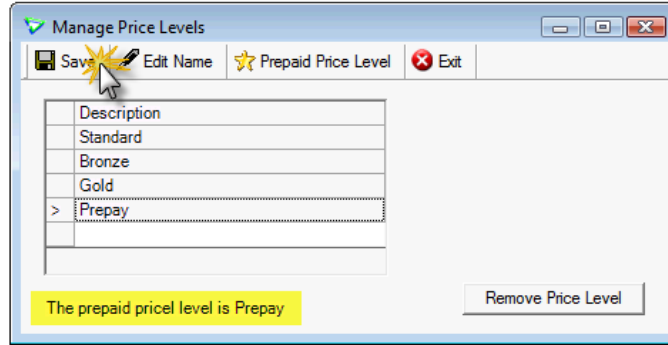 Manage Price Levels
Save Edit Name Prepaid Price Level Exit
Description
Standard
Bronze
Gold
> Prepay
The prepaid pricel level is Prepay
Remove Price Level